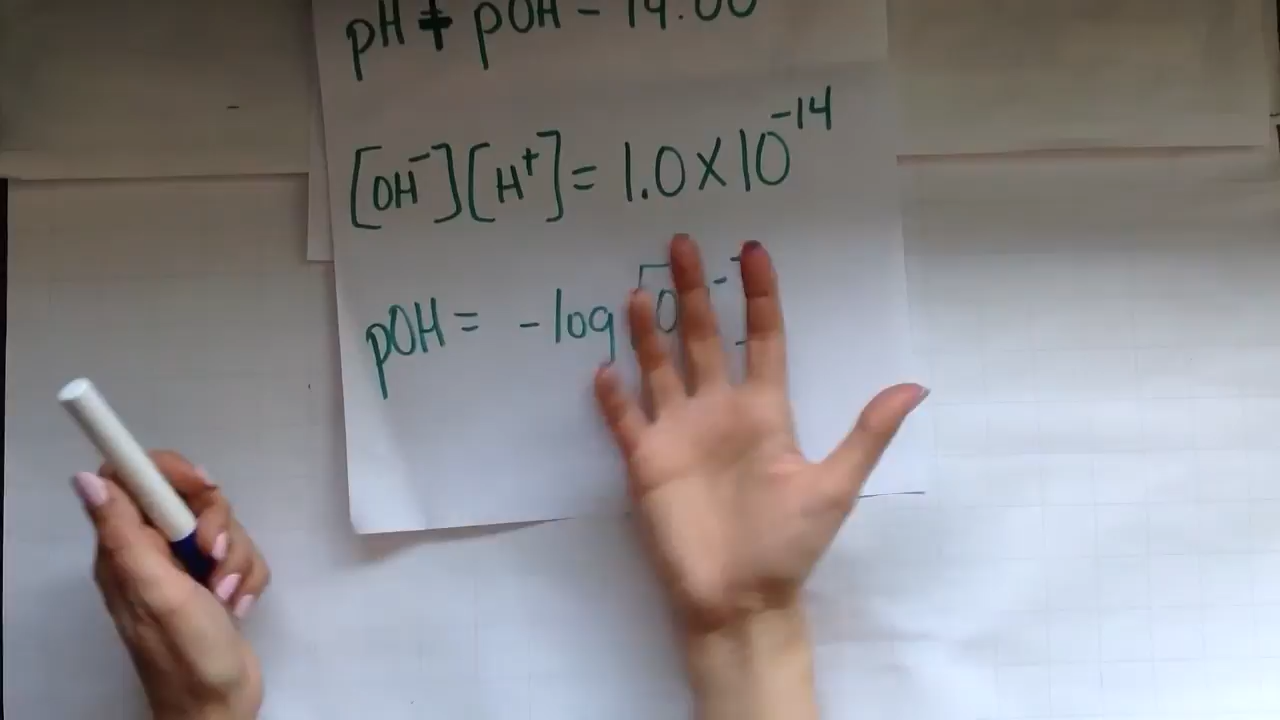 pH + pOH = 14.00
[OH⁻][H⁺] = 1.0 X 10⁻¹⁴
pOH = -log